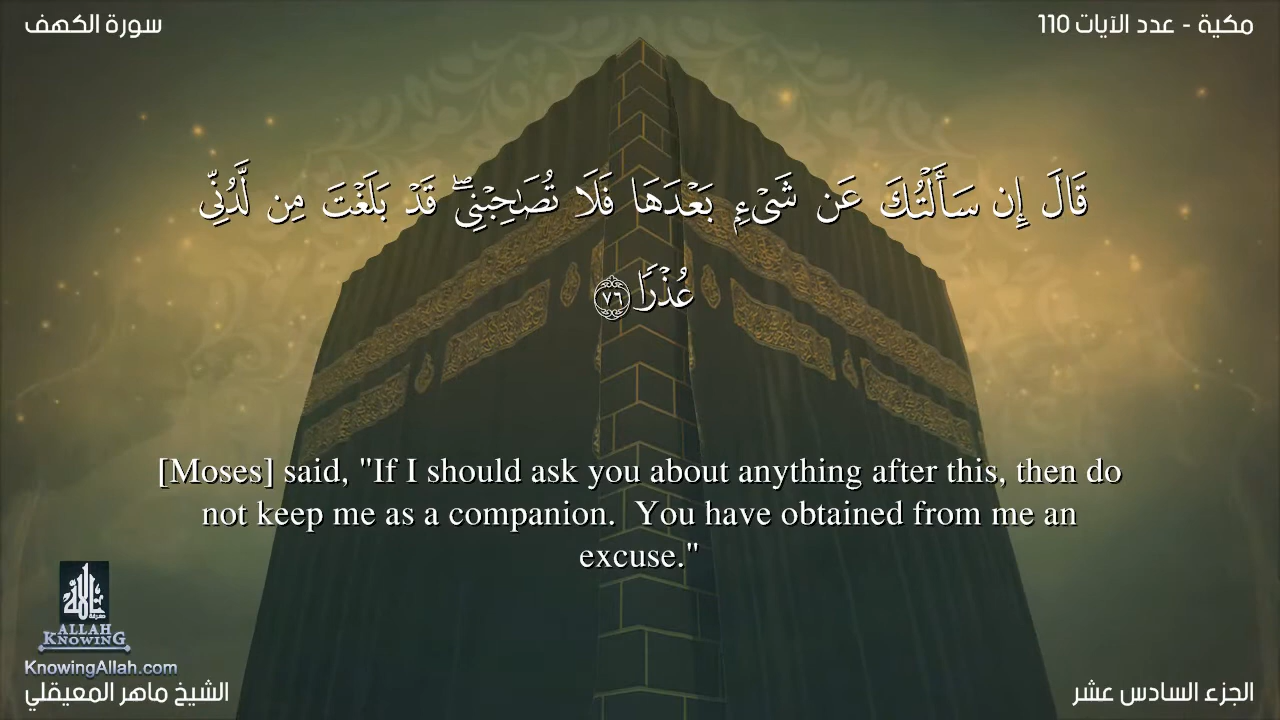 مكية - عدد الآيات 110
سورة الكهف
قَالَ إِن سَأَلْتُكَ عَن شَىْءٍۭ بَعْدَهَا فَلَا تُصَـٰحِبْنِى ۖ قَدْ بَلَغْتَ مِن لَّدُنِّى
عُذْرًا ٧٦
[Moses] said, "If I should ask you about anything after this, then do
not keep me as a companion. You have obtained from me an
excuse."
ALLAH
KNOWING
KnowingAllah.com
الجزء السادس عشر
الشيخ ماهر المعيقلي